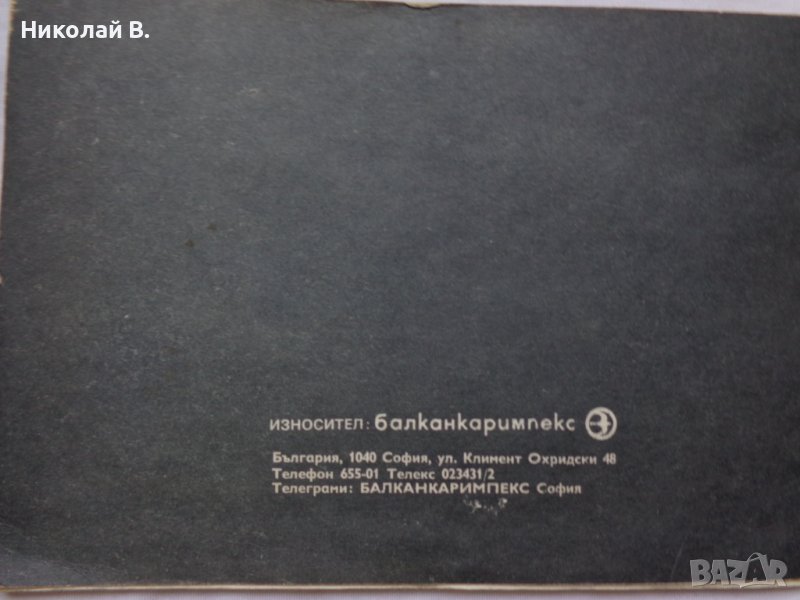 Николай В.
ИЗНОСИТЕЛ: балканкаримпекс
България, 1040 София, ул. Климент Охридски 48
Телефон 655-01 Телекс 023431/2
Телеграми: БАЛКАНКАРИМПЕКС София
BAZAR